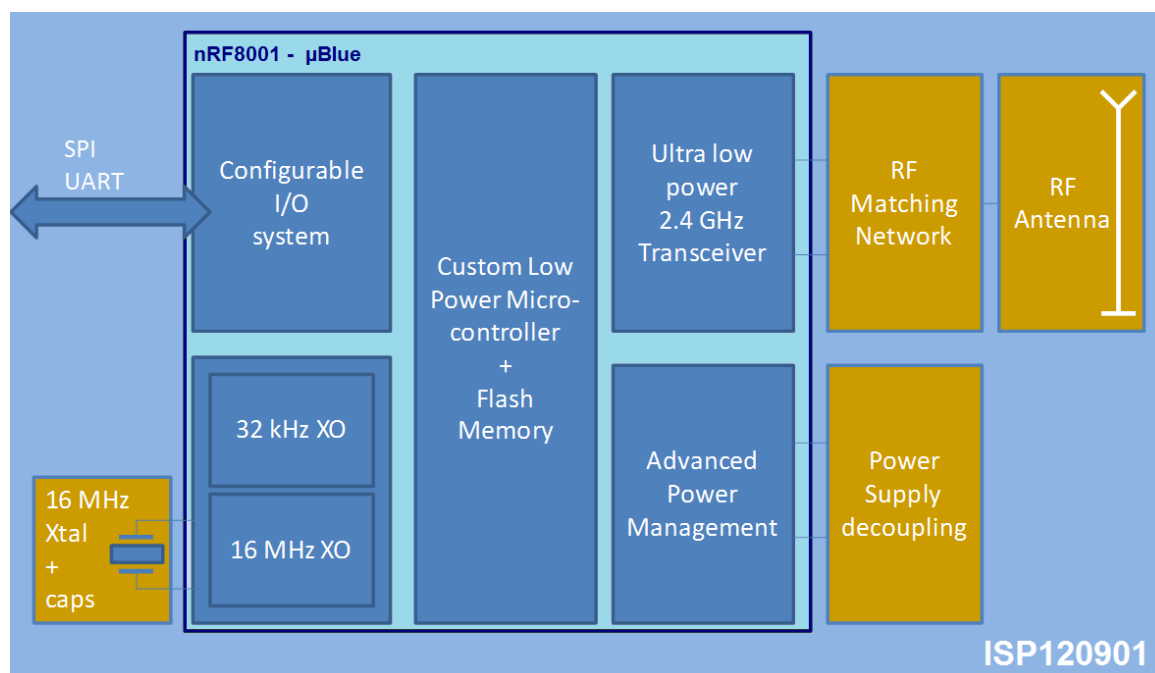 nRF8001 - µBlue
SPI
UART
Configurable
I/O
system
Custom Low
Power Micro-
controller
+
Flash
Memory
Ultra low
power
2.4 GHz
Transceiver
RF
Matching
Network
RF
Antenna
32 kHz XO
16 MHz XO
16 MHz
Xtal
+
caps
Advanced
Power
Management
Power
Supply
decoupling
ISP120901